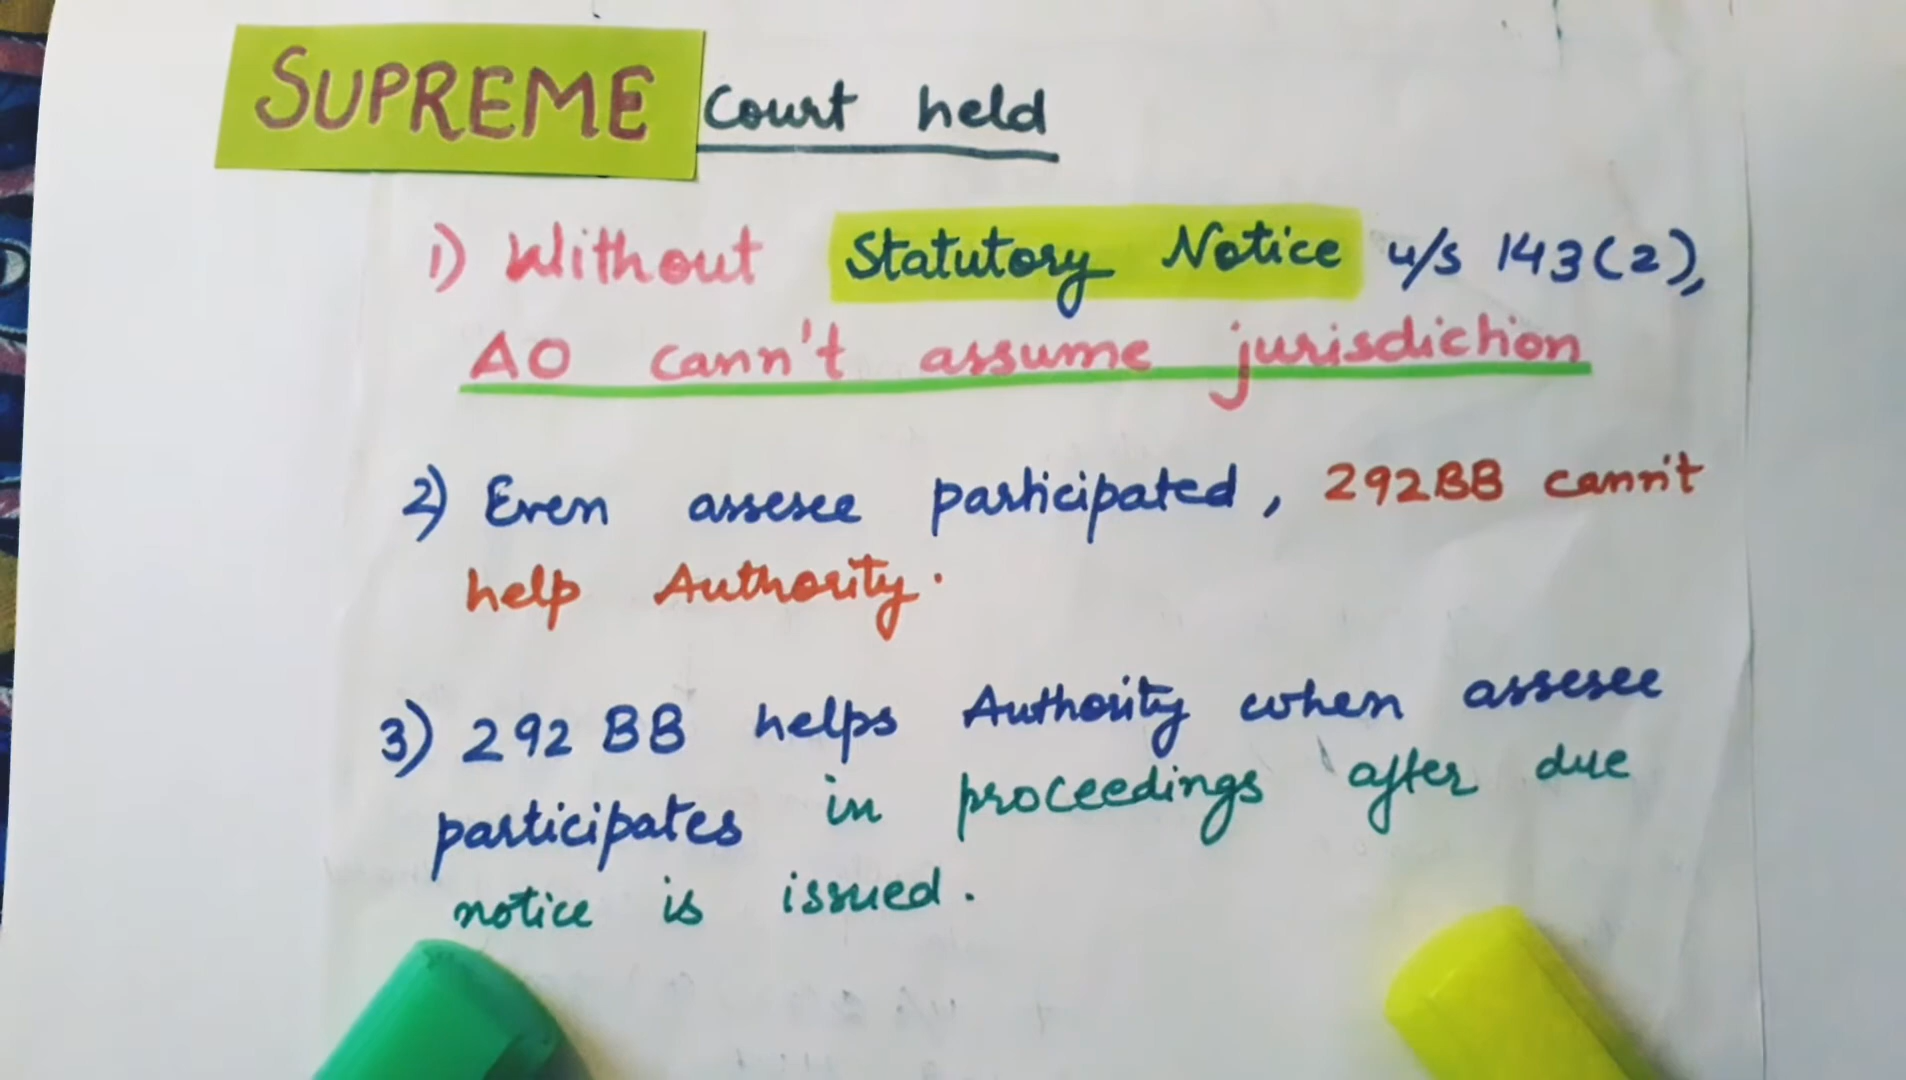 SUPREME Court held
1) Without Statutory Notice u/s 143(2),
AO cann't assume jurisdiction
2) Even assesee participated, 292BB cann't
help Authority.
3) 292 BB helps Authority when assesee
participates in proceedings after due
notice is issued.